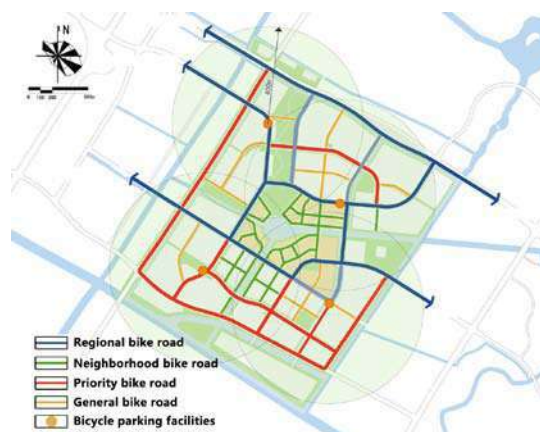 N
Regional bike road
Neighborhood bike road
Priority bike road
General bike road
Bicycle parking facilities